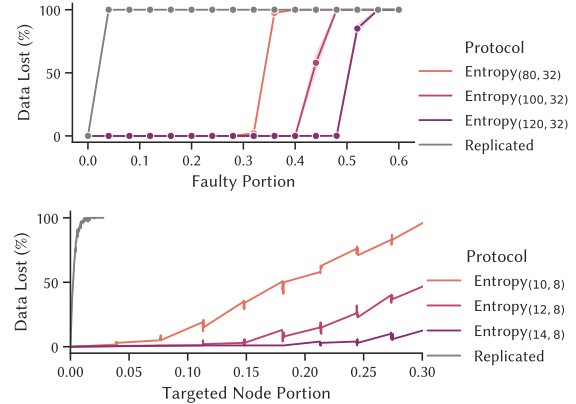 100
50
0
Data Lost (%)
0.0 0.1 0.2 0.3 0.4 0.5 0.6
Faulty Portion
Protocol
Entropy(80, 32)
Entropy(100, 32)
Entropy(120, 32)
Replicated
100
50
0
Data Lost (%)
0.00 0.05 0.10 0.15 0.20 0.25 0.30
Targeted Node Portion
Protocol
Entropy(10, 8)
Entropy(12, 8)
Entropy(14, 8)
Replicated